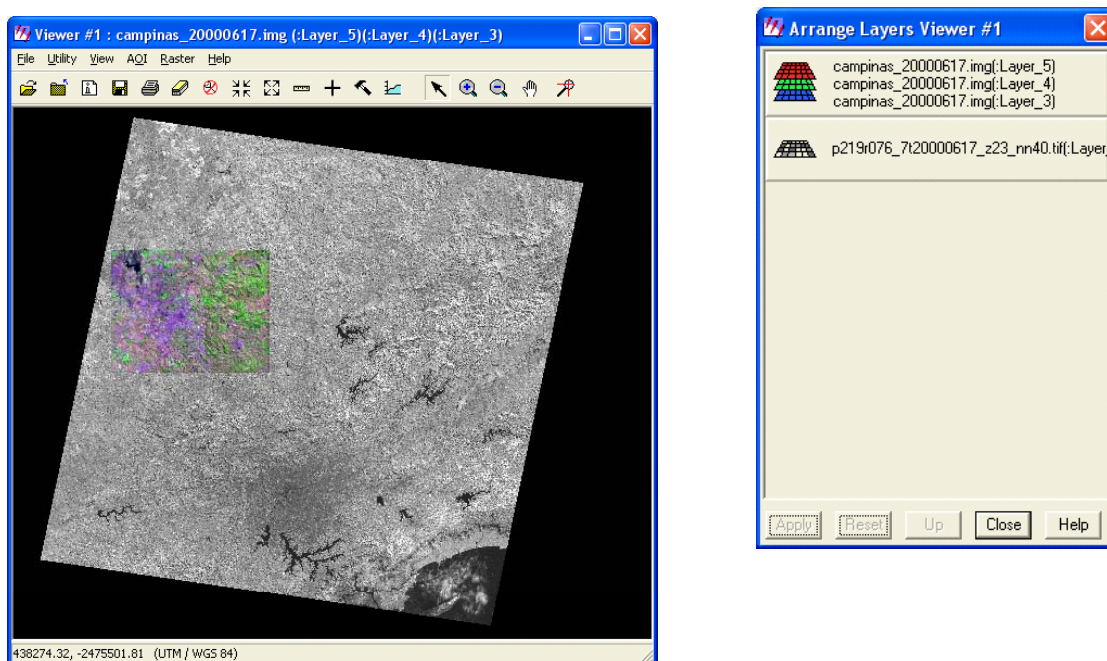 Viewer #1 : campinas_20000617.img (:Layer_5)(:Layer_4)(:Layer_3)
File Utility View AOI Raster Help
438274.32, -2475501.81 (UTM / WGS 84)
Arrange Layers Viewer #1
campinas_20000617.img(:Layer_5)
campinas_20000617.img(:Layer_4)
campinas_20000617.img(:Layer_3)
p219r076_7t20000617_z23_nn40.tif(:Layer_
Apply Reset Up Close Help